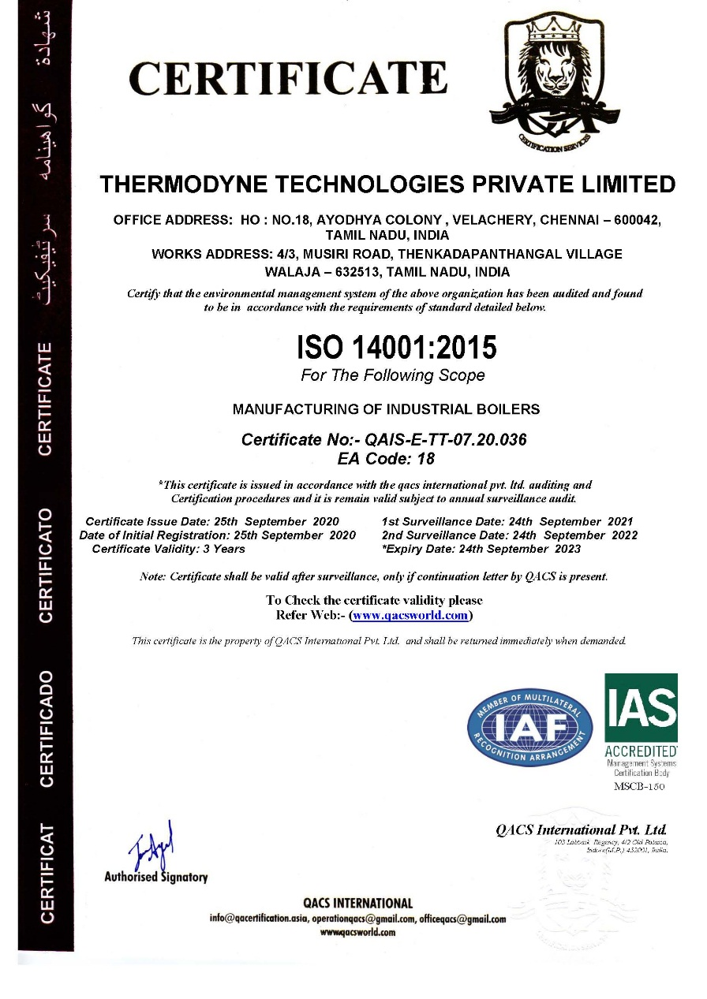 شهادة
گواهینامه
سرٹیفیکیٹ
CERTIFICATE
CERTIFICATO
CERTIFICADO
CERTIFICAT
CERTIFICATE
QA
CERTIFICATION SERVICES
THERMODYNE TECHNOLOGIES PRIVATE LIMITED
OFFICE ADDRESS: HO : NO.18, AYODHYA COLONY , VELACHERY, CHENNAI – 600042,
TAMIL NADU, INDIA
WORKS ADDRESS: 4/3, MUSIRI ROAD, THENKADAPANTHANGAL VILLAGE
WALAJA – 632513, TAMIL NADU, INDIA
Certify that the environmental management system of the above organization has been audited and found
to be in accordance with the requirements of standard detailed below.
ISO 14001:2015
For The Following Scope
MANUFACTURING OF INDUSTRIAL BOILERS
Certificate No:- QAIS-E-TT-07.20.036
EA Code: 18
*This certificate is issued in accordance with the qacs international pvt. ltd. auditing and
Certification procedures and it is remain valid subject to annual surveillance audit.
Certificate Issue Date: 25th September 2020
Date of Initial Registration: 25th September 2020
Certificate Validity: 3 Years
1st Surveillance Date: 24th September 2021
2nd Surveillance Date: 24th September 2022
*Expiry Date: 24th September 2023
Note: Certificate shall be valid after surveillance, only if continuation letter by QACS is present.
To Check the certificate validity please
Refer Web:- (www.qacsworld.com)
This certificate is the property of QACS International Pvt. Ltd. and shall be returned immediately when demanded.
MEMBER OF MULTILATERAL
IAF
RECOGNITION ARRANGEMENT
IAS
ACCREDITED
Management Systems
Certification Body
MSCB-150
QACS International Pvt. Ltd.
103 Labbaik Regency, 4/2 Old Palasia,
Indore(M.P.) 452001, India.
Authorised Signatory
QACS INTERNATIONAL
info@qacertification.asia, operationqacs@gmail.com, officeqacs@gmail.com
www.qacsworld.com